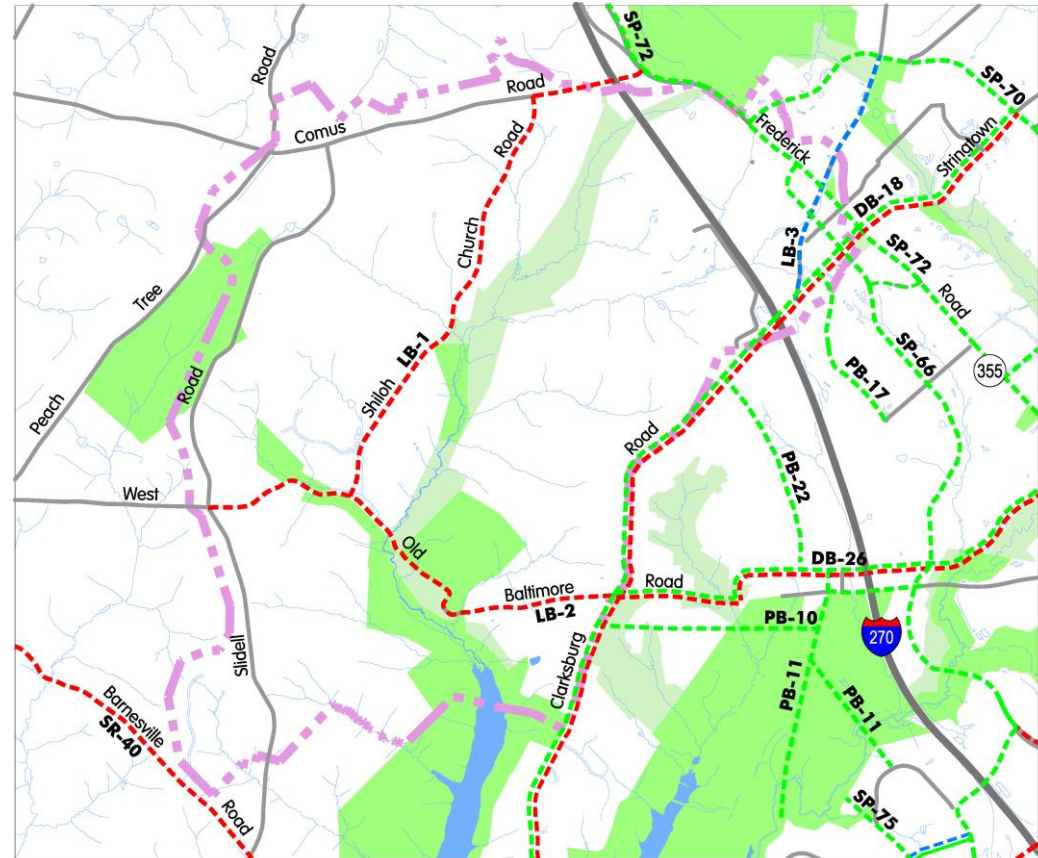 SP-72
Road
Road
Comus
SP-70
Frederick
Stringtown
Road
DB-18
Church
LB-3
SP-72
Road
Tree
LB-1
SP-66
355
Road
Shiloh
PB-17
Peach
Road
West
PB-22
Old
DB-26
Baltimore
Road
LB-2
PB-10
270
Slidell
Clarksburg
PB-11
Barnesville
SR-40
PB-11
Road
SP-75